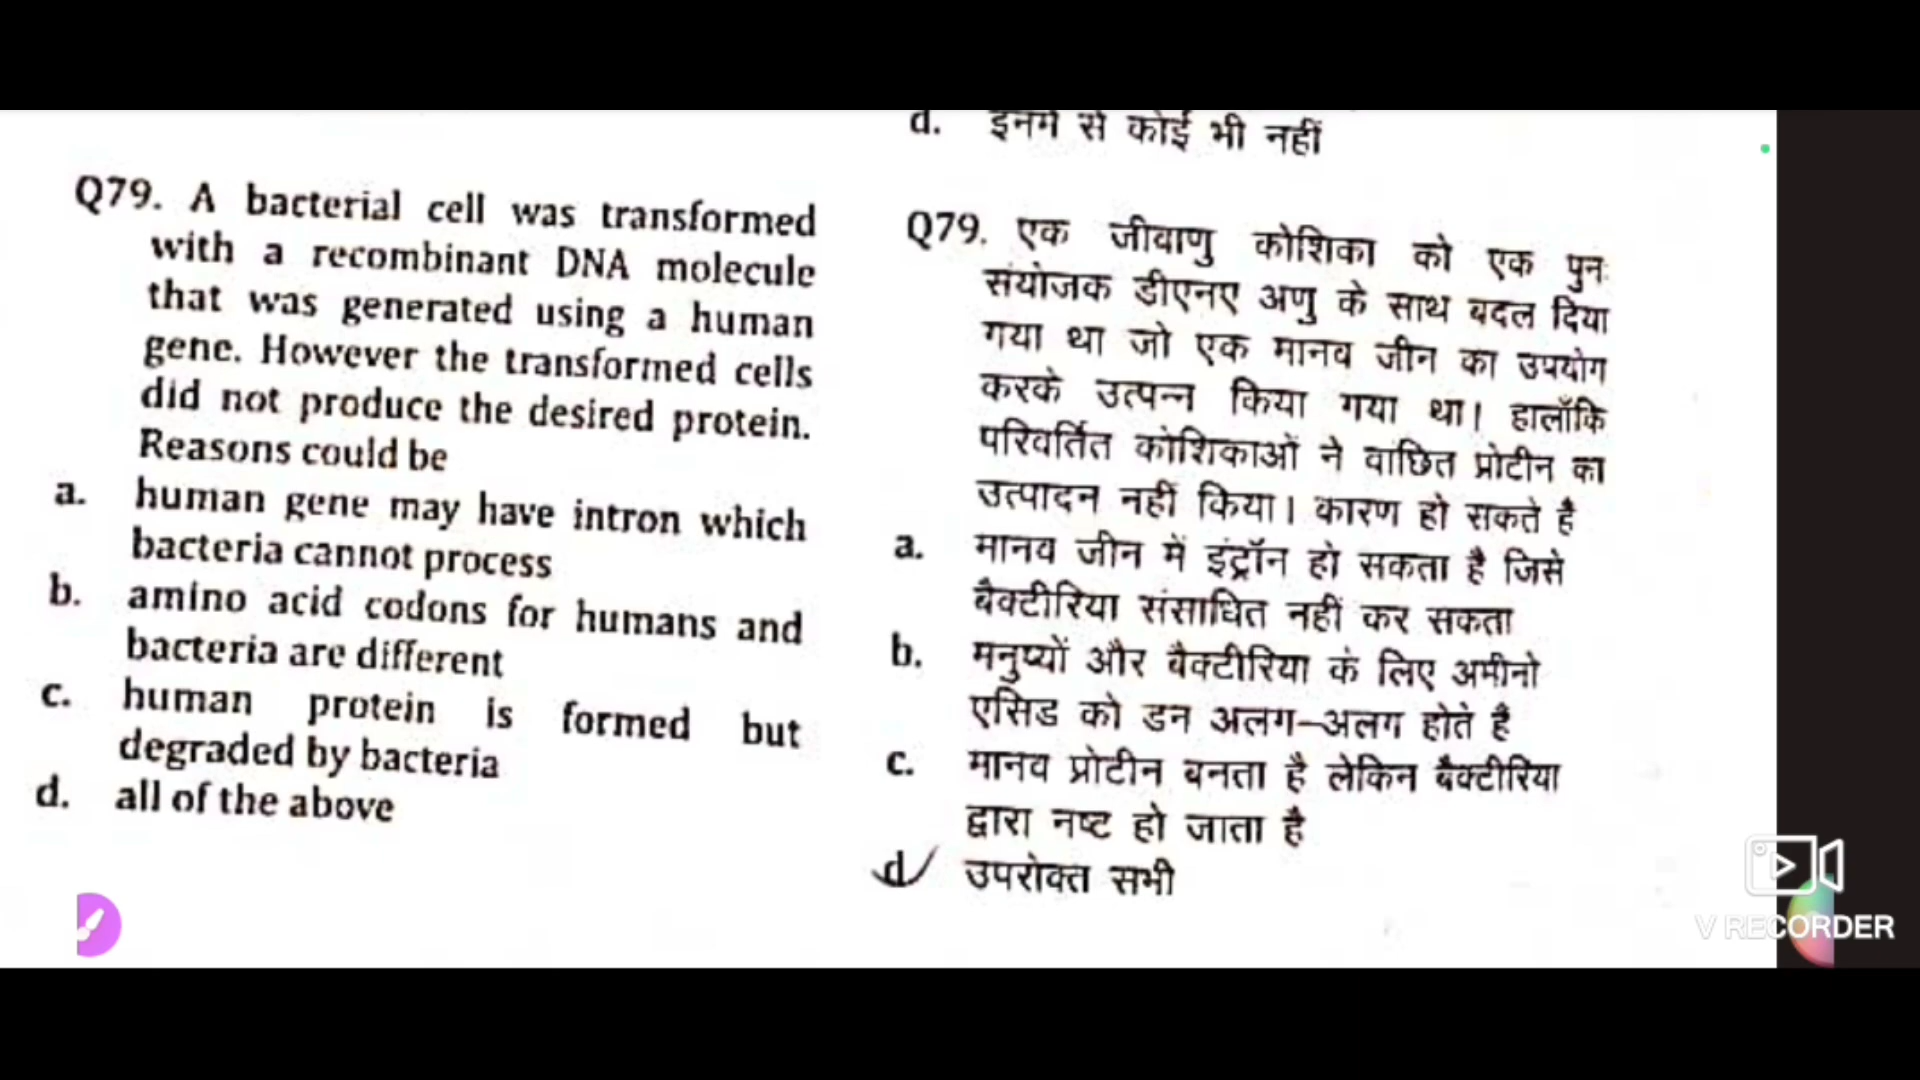 d. इनमें से कोई भी नहीं
Q79. A bacterial cell was transformed
with a recombinant DNA molecule
that was generated using a human
gene. However the transformed cells
did not produce the desired protein.
Reasons could be
a. human gene may have intron which
bacteria cannot process
b. amino acid codons for humans and
bacteria are different
c. human protein is formed but
degraded by bacteria
d. all of the above
Q79. एक जीवाणु कोशिका को एक पुनः
संयोजक डीएनए अणु के साथ बदल दिया
गया था जो एक मानव जीन का उपयोग
करके उत्पन्न किया गया था। हालाँकि
परिवर्तित कोशिकाओं ने वांछित प्रोटीन का
उत्पादन नहीं किया। कारण हो सकते हैं
a. मानव जीन में इंट्रॉन हो सकता है जिसे
बैक्टीरिया संसाधित नहीं कर सकता
b. मनुष्यों और बैक्टीरिया के लिए अमीनो
एसिड को डन अलग-अलग होते हैं
c. मानव प्रोटीन बनता है लेकिन बैक्टीरिया
द्वारा नष्ट हो जाता है
d. उपरोक्त सभी
V RECORDER